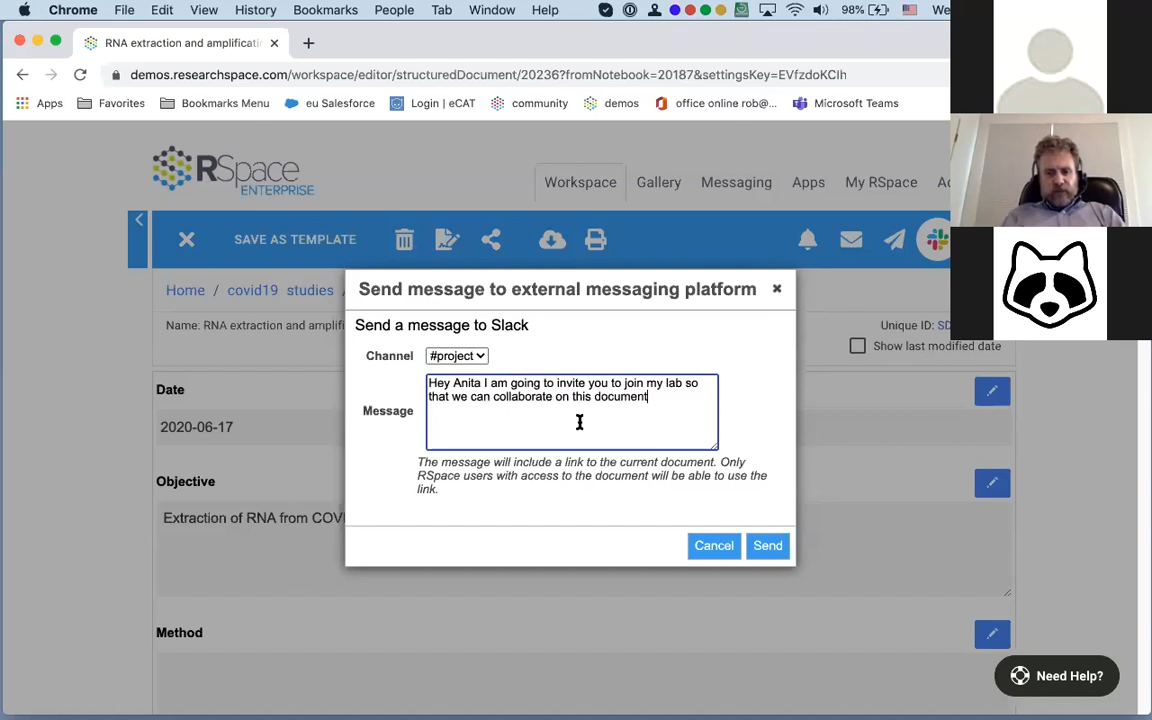 Chrome File Edit View History Bookmarks People Tab Window Help 98% We
RNA extraction and amplificati
demos.researchspace.com/workspace/editor/structuredDocument/20236?fromNotebook=20187&settingsKey=EVfzdoKClh
Apps Favorites Bookmarks Menu eu Salesforce Login | eCAT community demos office online rob@... Microsoft Teams
RSpace
ENTERPRISE
Workspace Gallery Messaging Apps My RSpace
SAVE AS TEMPLATE
Send message to external messaging platform
Home / covid19 studies /
Name: RNA extraction and amplifi
Unique ID: SD
Show last modified date
Send a message to Slack
Channel #project
Message
Hey Anita I am going to invite you to join my lab so
that we can collaborate on this document
The message will include a link to the current document. Only
RSpace users with access to the document will be able to use the
link.
Cancel Send
Date
2020-06-17
Objective
Extraction of RNA from COVI
Method
Need Help?